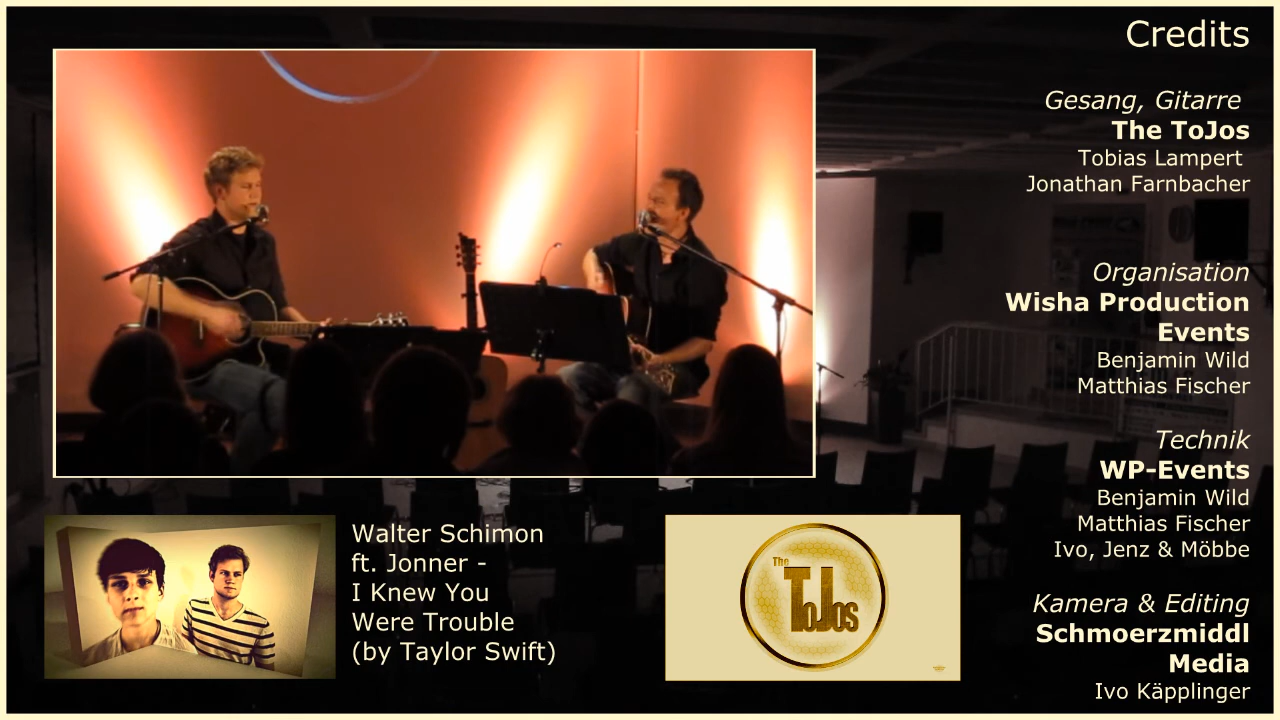 Credits
Gesang, Gitarre
The ToJos
Tobias Lampert
Jonathan Farnbacher
Organisation
Wisha Production
Events
Benjamin Wild
Matthias Fischer
Technik
WP-Events
Benjamin Wild
Matthias Fischer
Ivo, Jenz & Möbbe
Kamera & Editing
Schmoerzmiddl
Media
Ivo Käpplinger
Walter Schimon
ft. Jonner -
I Knew You
Were Trouble
(by Taylor Swift)
The
ToJos